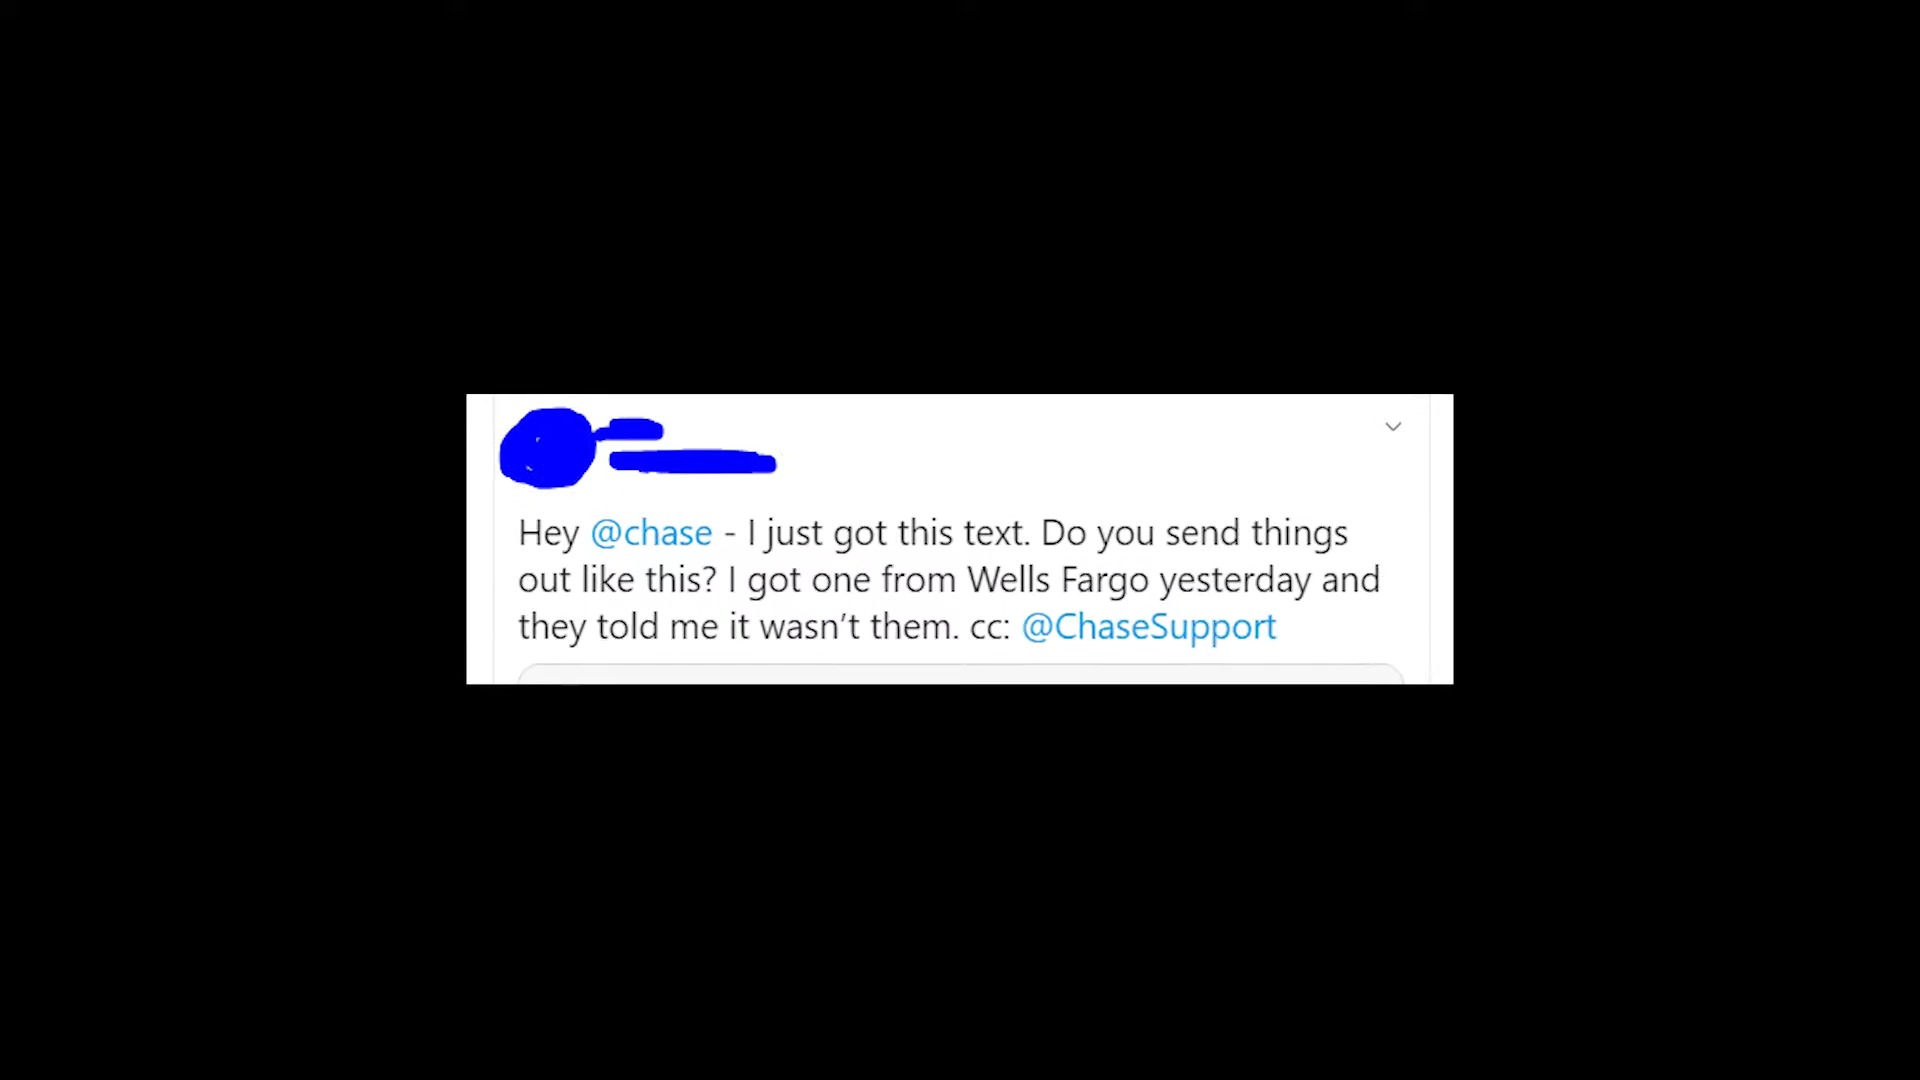 Hey @chase - I just got this text. Do you send things
out like this? I got one from Wells Fargo yesterday and
they told me it wasn’t them. cc: @ChaseSupport